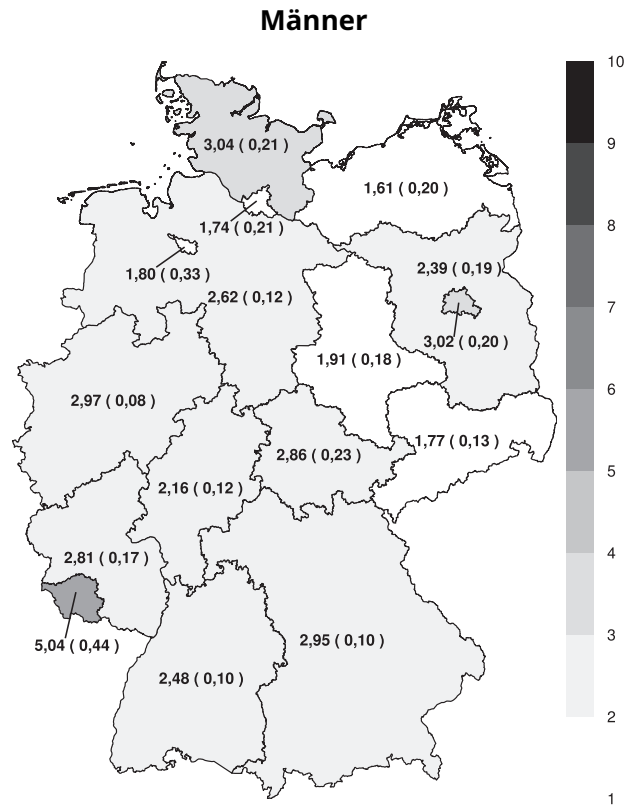 Männer
10
3,04 ( 0,21 )
9
1,61 ( 0,20 )
1,74 ( 0,21 )
8
1,80 ( 0,33 )
2,39 ( 0,19 )
2,62 ( 0,12 )
7
3,02 ( 0,20 )
1,91 ( 0,18 )
6
2,97 ( 0,08 )
1,77 ( 0,13 )
2,86 ( 0,23 )
5
2,16 ( 0,12 )
4
2,81 ( 0,17 )
3
5,04 ( 0,44 )
2,95 ( 0,10 )
2,48 ( 0,10 )
2
1